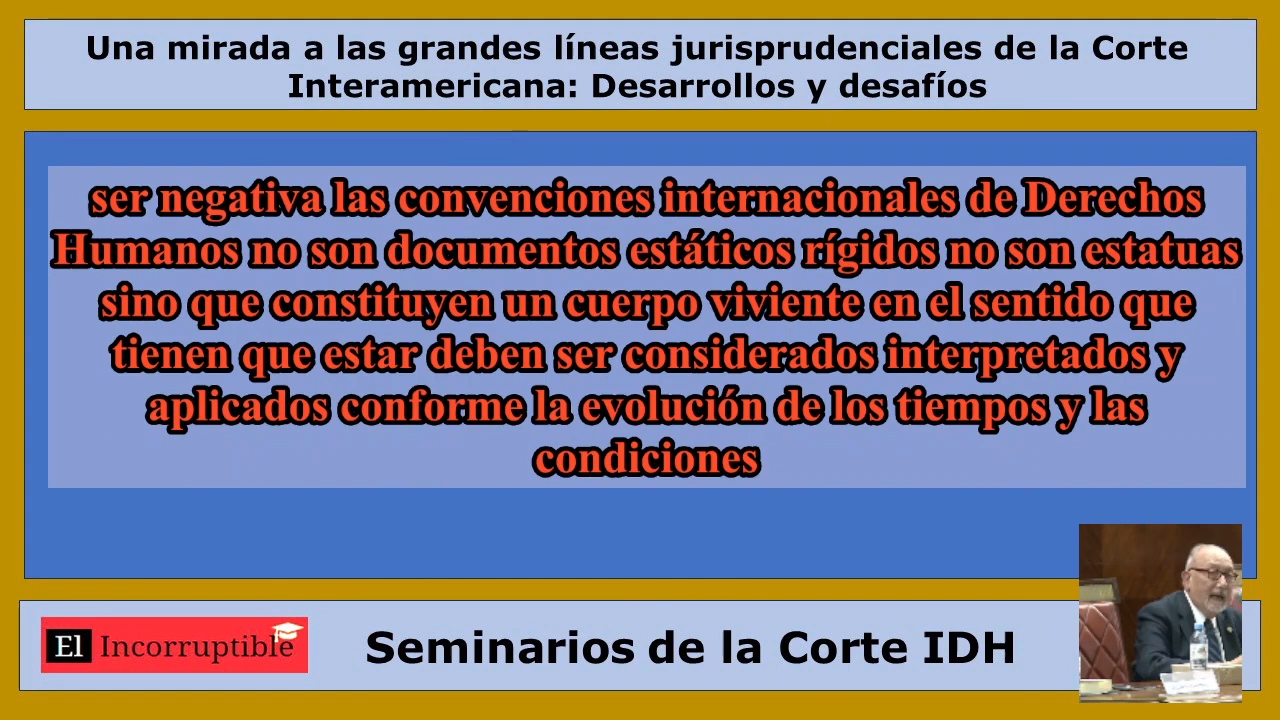 Una mirada a las grandes líneas jurisprudenciales de la Corte
Interamericana: Desarrollos y desafíos
ser negativa las convenciones internacionales de Derechos
Humanos no son documentos estáticos rígidos no son estatuas
sino que constituyen un cuerpo viviente en el sentido que
tienen que estar deben ser considerados interpretados y
aplicados conforme la evolución de los tiempos y las
condiciones
El Incorruptible
Seminarios de la Corte IDH